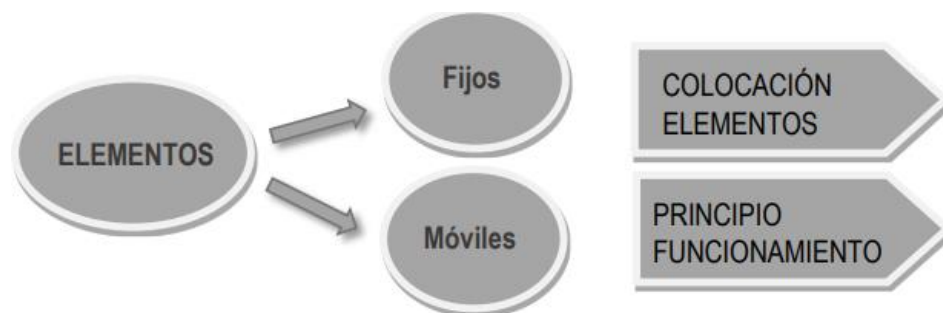 ELEMENTOS
Fijos
Móviles
COLOCACIÓN
ELEMENTOS
PRINCIPIO
FUNCIONAMIENTO